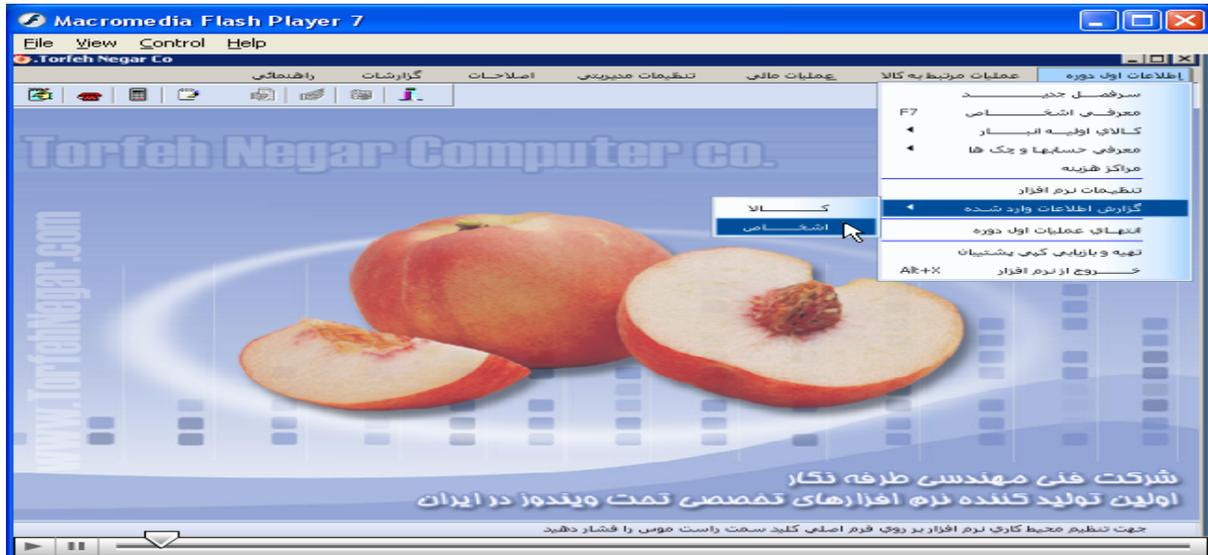 Macromedia Flash Player 7
File View Control Help
.Torfeh Negar Co
اطلاعات اول دوره عملیات مرتبط به کالا عملیات مالی تنظیمات مدیریتی اصلاحات گزارشات راهنمائی
سرفصل جدید
معرفی اشخاص F7
کالای اولیه انبار
معرفی حسابها و چک ها
مراکز هزینه
تنظیمات نرم افزار
گزارش اطلاعات وارد شده
کالا
اشخاص
انتهای عملیات اول دوره
تهیه و بازیابی کپی پشتیبان
خروج از نرم افزار Alt+X
Torfeh Negar Computer co.
www.TorfehNegar.com
شرکت فنی مهندسی طرفه نگار
اولین تولید کننده نرم افزارهای تخصصی تحت ویندوز در ایران
جهت تنظیم محیط کاری نرم افزار بر روی فرم اصلی کلید سمت راست موس را فشار دهید